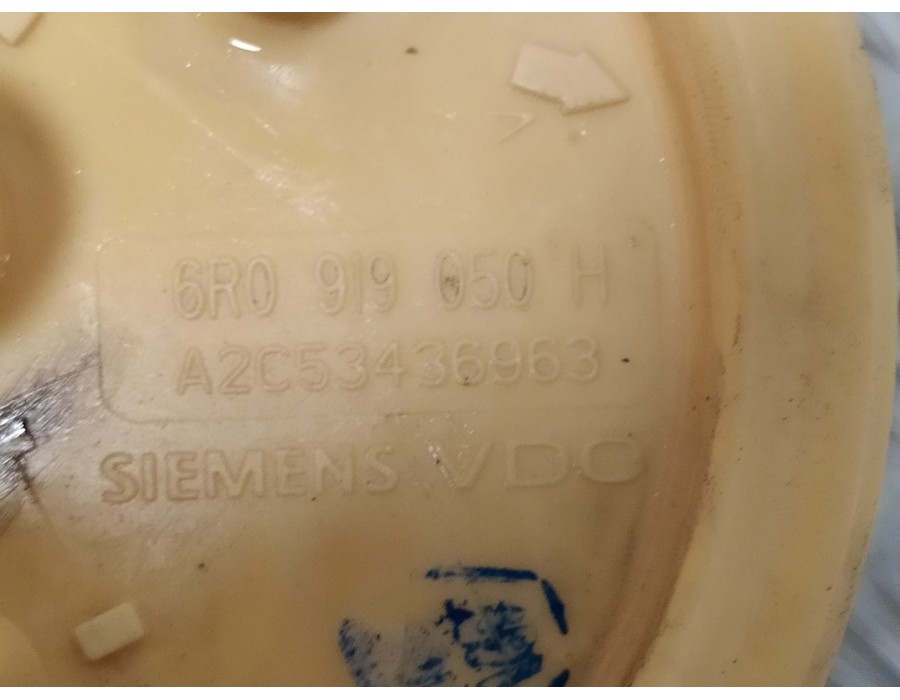 6R0 919 050 H
A2C53436963
SIEMENS VDO